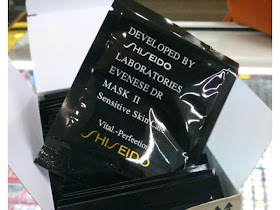 DEVELOPED BY
SHISEIDO
LABORATORIES
EVENESE DR
MASK II
Sensitive Skin Care
Vital-Perfection
SHISEIDO